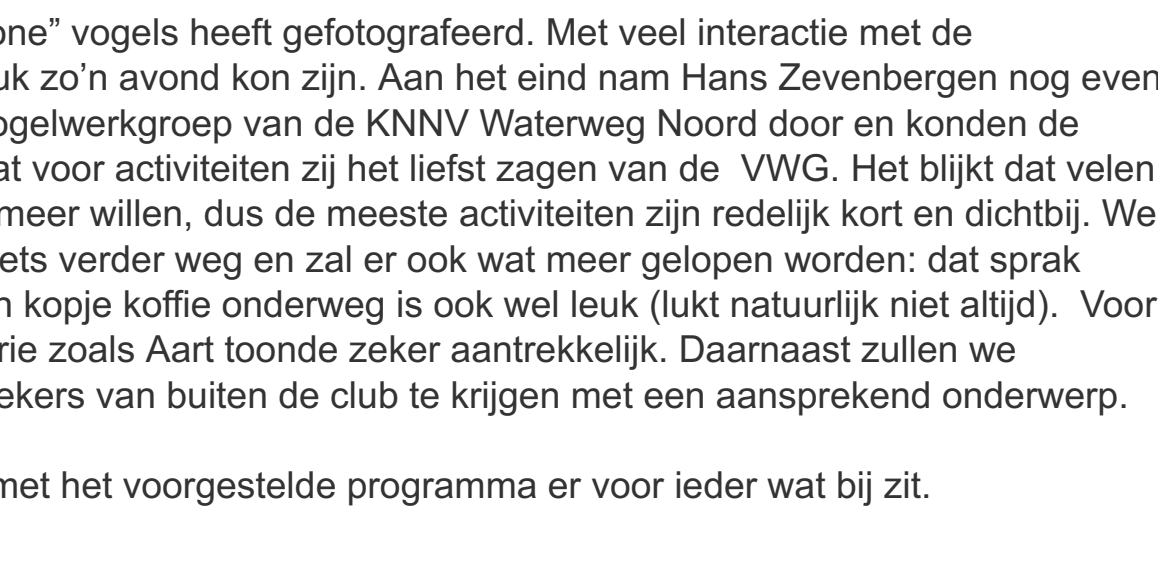 one” vogels heeft gefotografeerd. Met veel interactie met de
uk zo’n avond kon zijn. Aan het eind nam Hans Zevenbergen nog even
ogelwerkgroep van de KNNV Waterweg Noord door en konden de
at voor activiteiten zij het liefst zagen van de  VWG. Het blijkt dat velen
meer willen, dus de meeste activiteiten zijn redelijk kort en dichtbij. We
ets verder weg en zal er ook wat meer gelopen worden: dat sprak
n kopje koffie onderweg is ook wel leuk (lukt natuurlijk niet altijd).  Voor
rie zoals Aart toonde zeker aantrekkelijk. Daarnaast zullen we
ekers van buiten de club te krijgen met een aansprekend onderwerp.
met het voorgestelde programma er voor ieder wat bij zit.